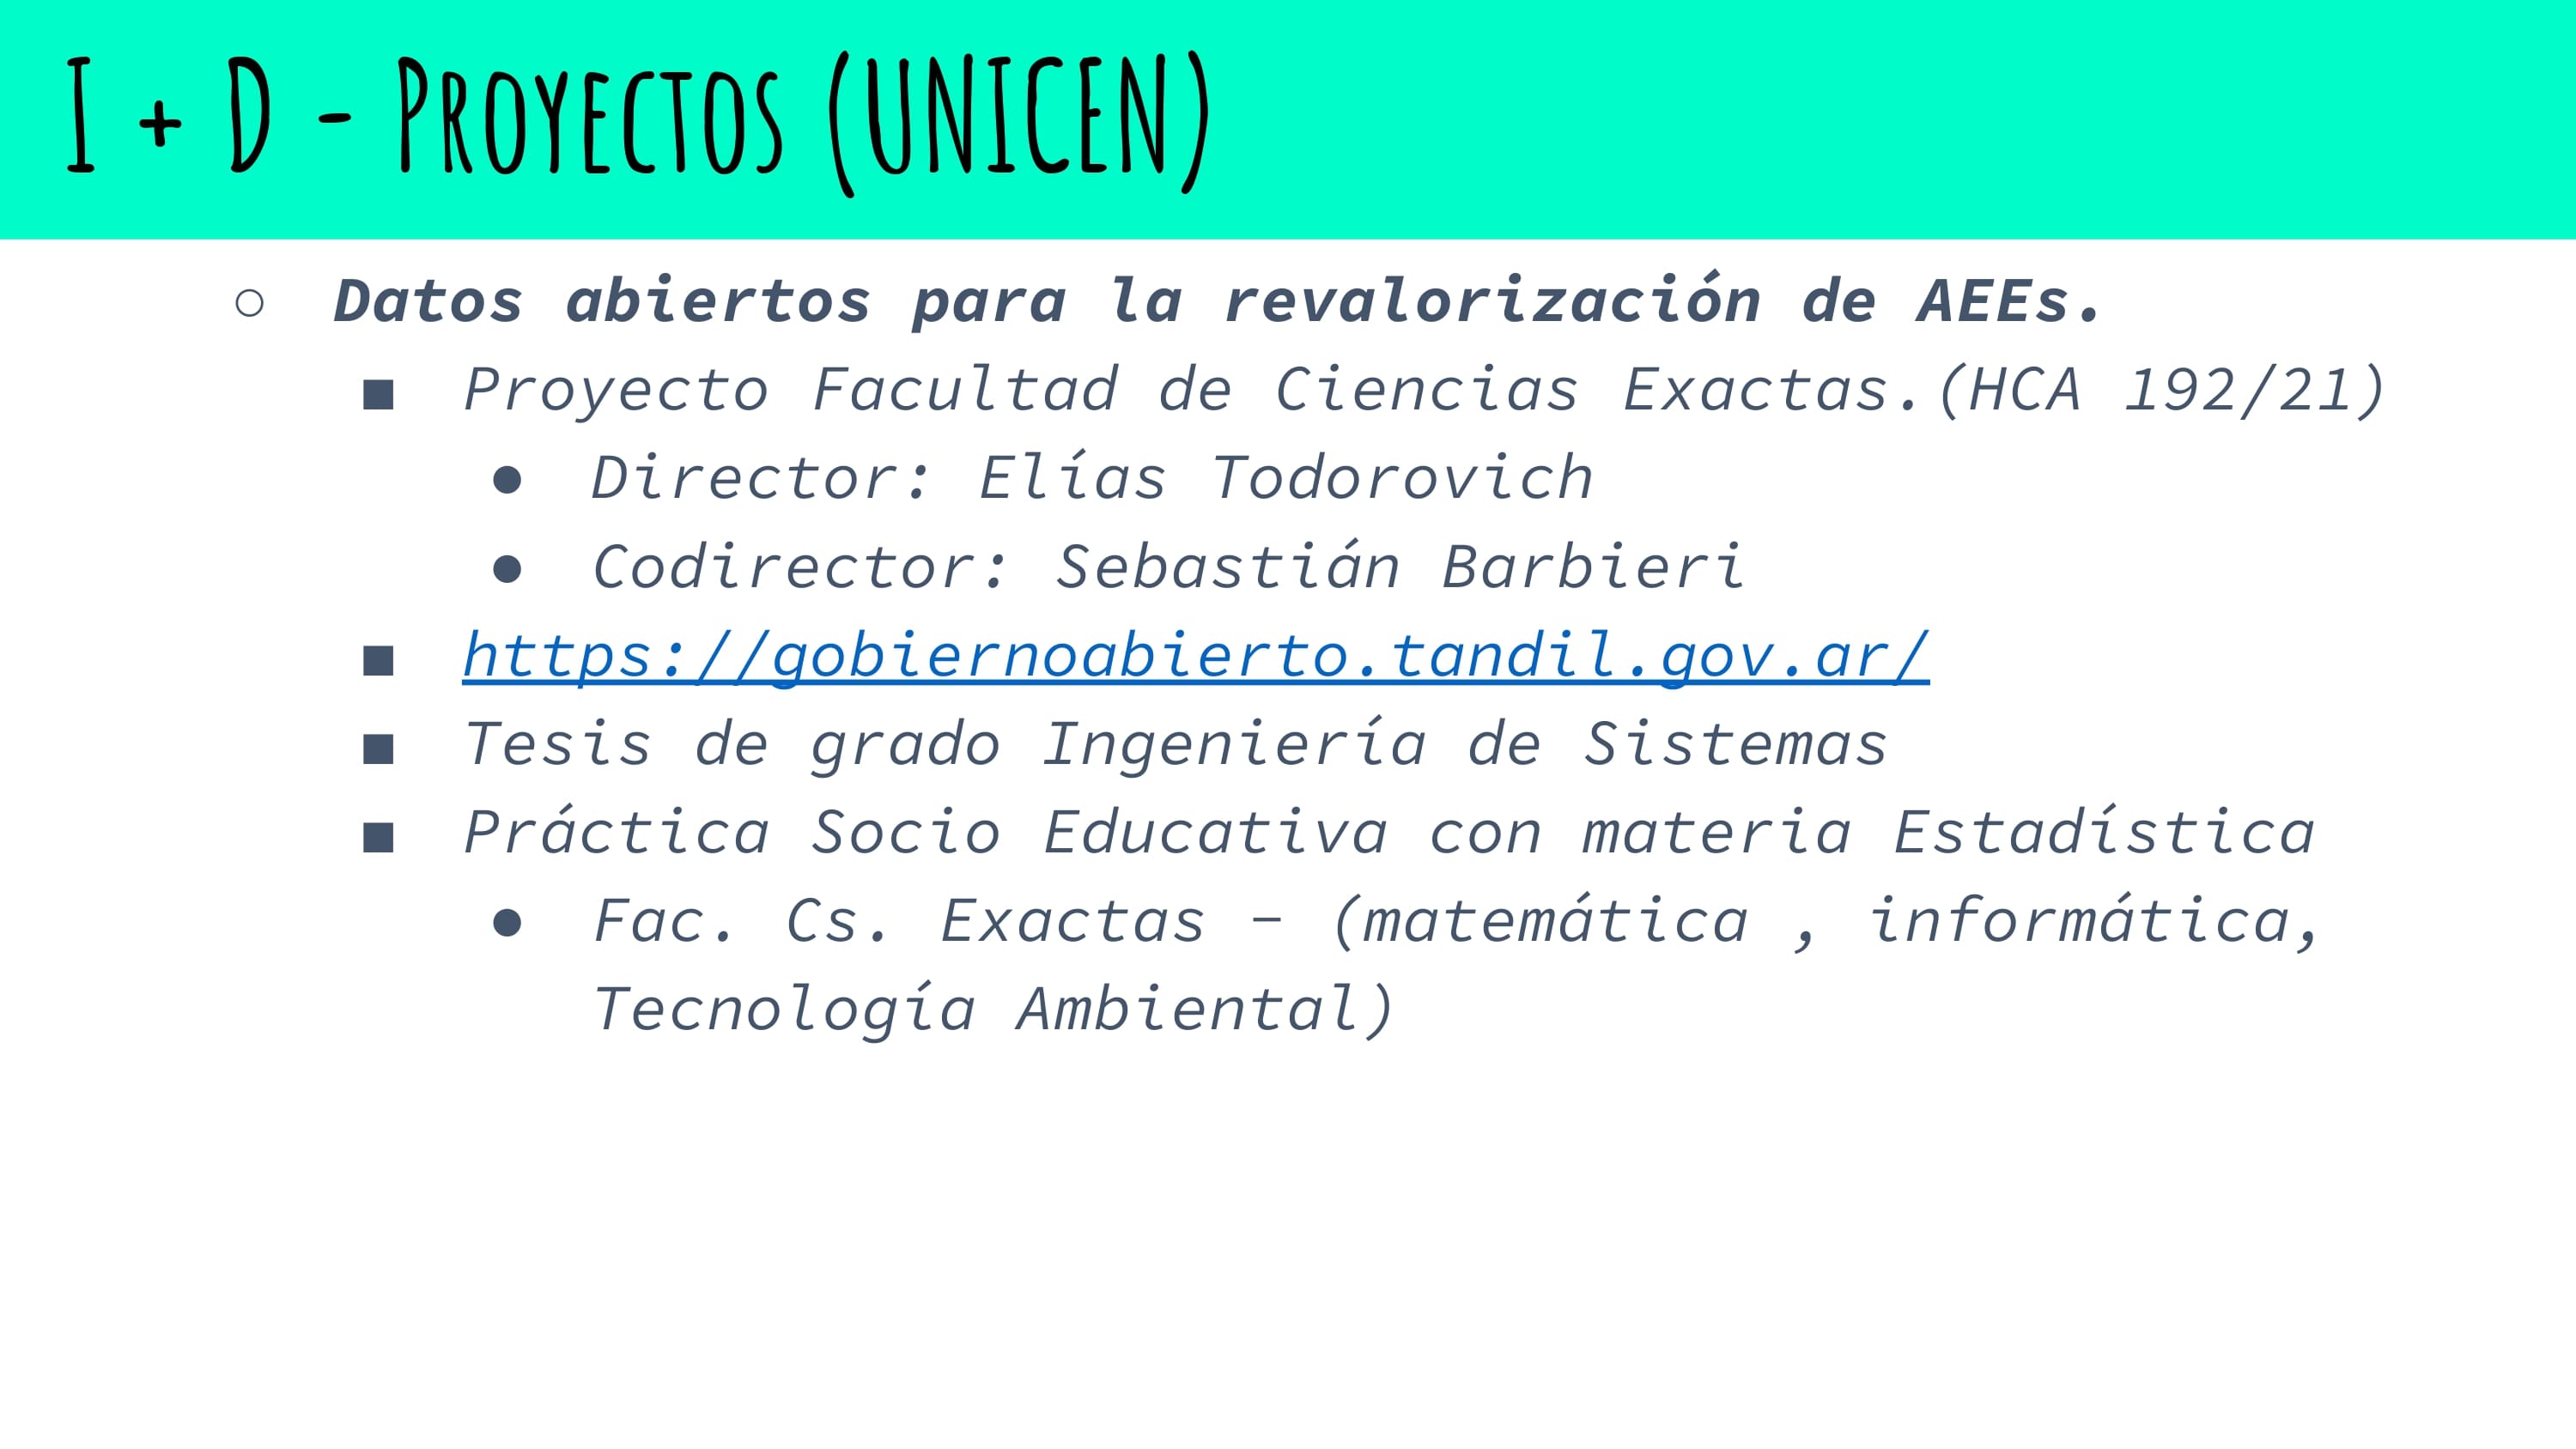 I + D - Proyectos (UNICEN)
○ Datos abiertos para la revalorización de AEEs.
■ Proyecto Facultad de Ciencias Exactas.(HCA 192/21)
● Director: Elías Todorovich
● Codirector: Sebastián Barbieri
■ https://gobiernoabierto.tandil.gov.ar/
■ Tesis de grado Ingeniería de Sistemas
■ Práctica Socio Educativa con materia Estadística
● Fac. Cs. Exactas - (matemática , informática,
Tecnología Ambiental)